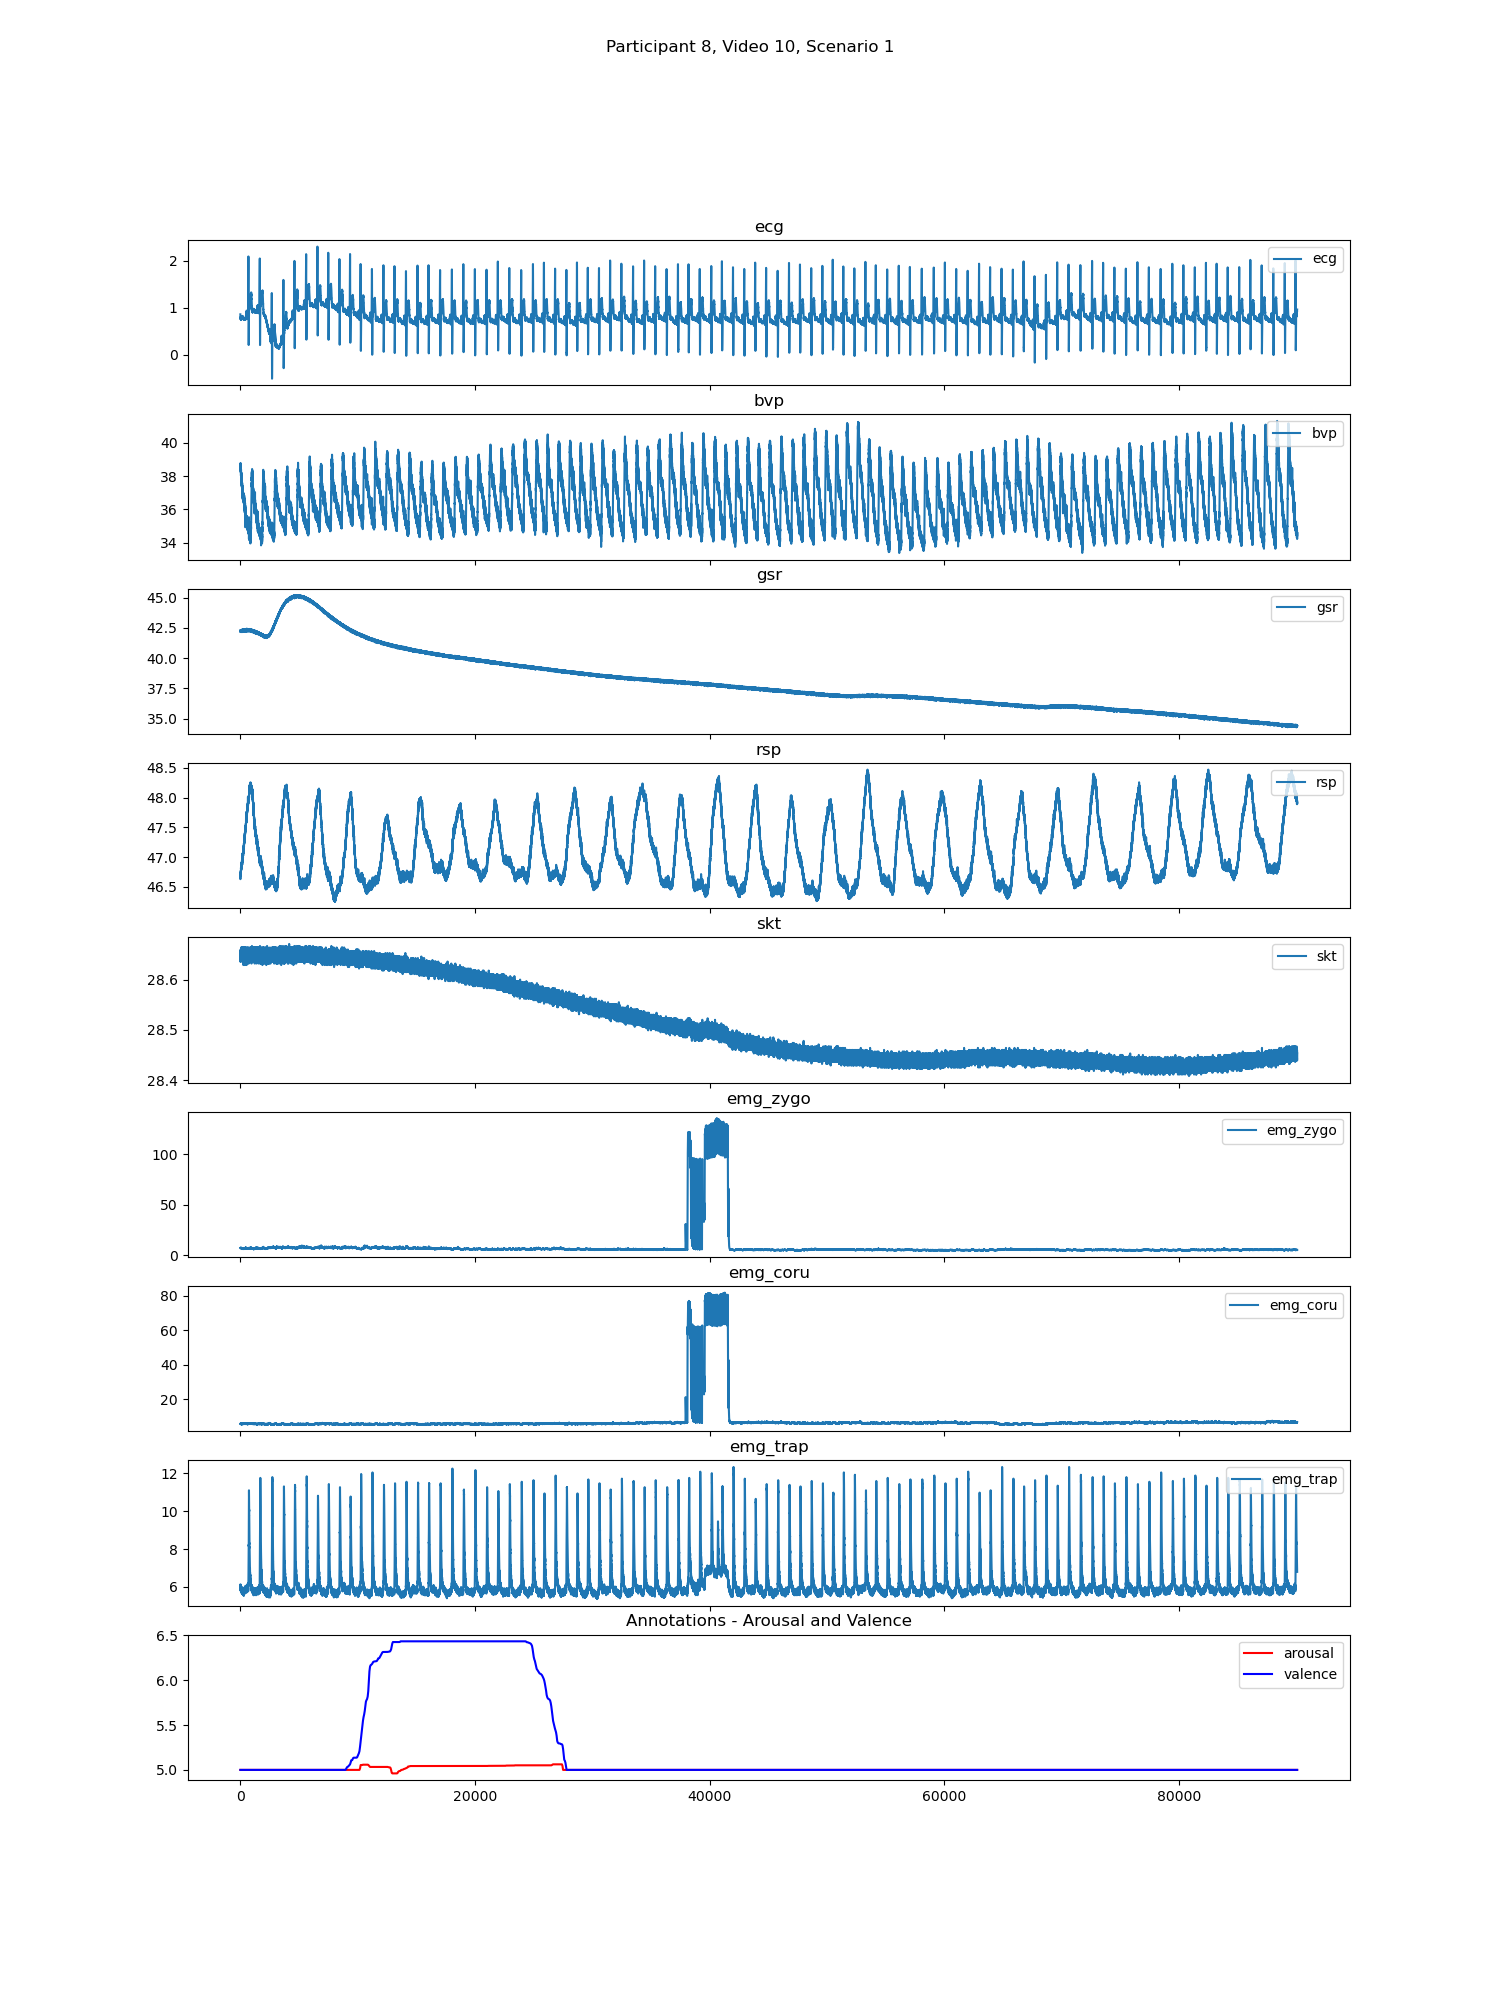 Participant 8, Video 10, Scenario 1
ecg
2
1
0
ecg
bvp
40
38
36
34
bvp
gsr
45.0
42.5
40.0
37.5
35.0
gsr
rsp
48.5
48.0
47.5
47.0
46.5
rsp
skt
28.6
28.5
28.4
skt
emg_zygo
100
50
0
emg_zygo
emg_coru
80
60
40
20
emg_coru
emg_trap
12
10
8
6
emg_trap
Annotations - Arousal and Valence
6.5
6.0
5.5
5.0
arousal
valence
0 20000 40000 60000 80000